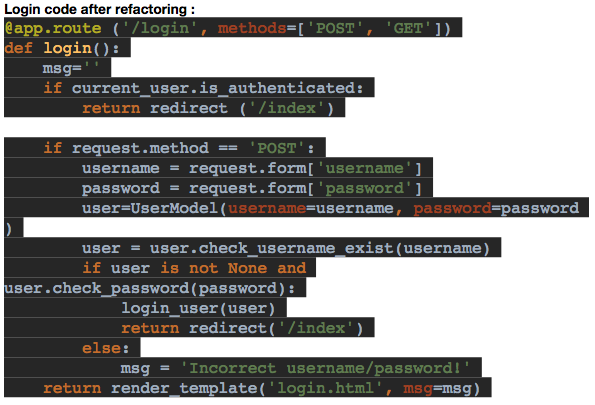 Login code after refactoring :
@app.route ('/login', methods=['POST', 'GET'])
def login():
    msg=''
    if current_user.is_authenticated:
        return redirect ('/index')
    if request.method == 'POST':
        username = request.form['username']
        password = request.form['password']
        user=UserModel(username=username, password=password
)
        user = user.check_username_exist(username)
        if user is not None and
user.check_password(password):
            login_user(user)
            return redirect('/index')
        else:
            msg = 'Incorrect username/password!'
    return render_template('login.html', msg=msg)